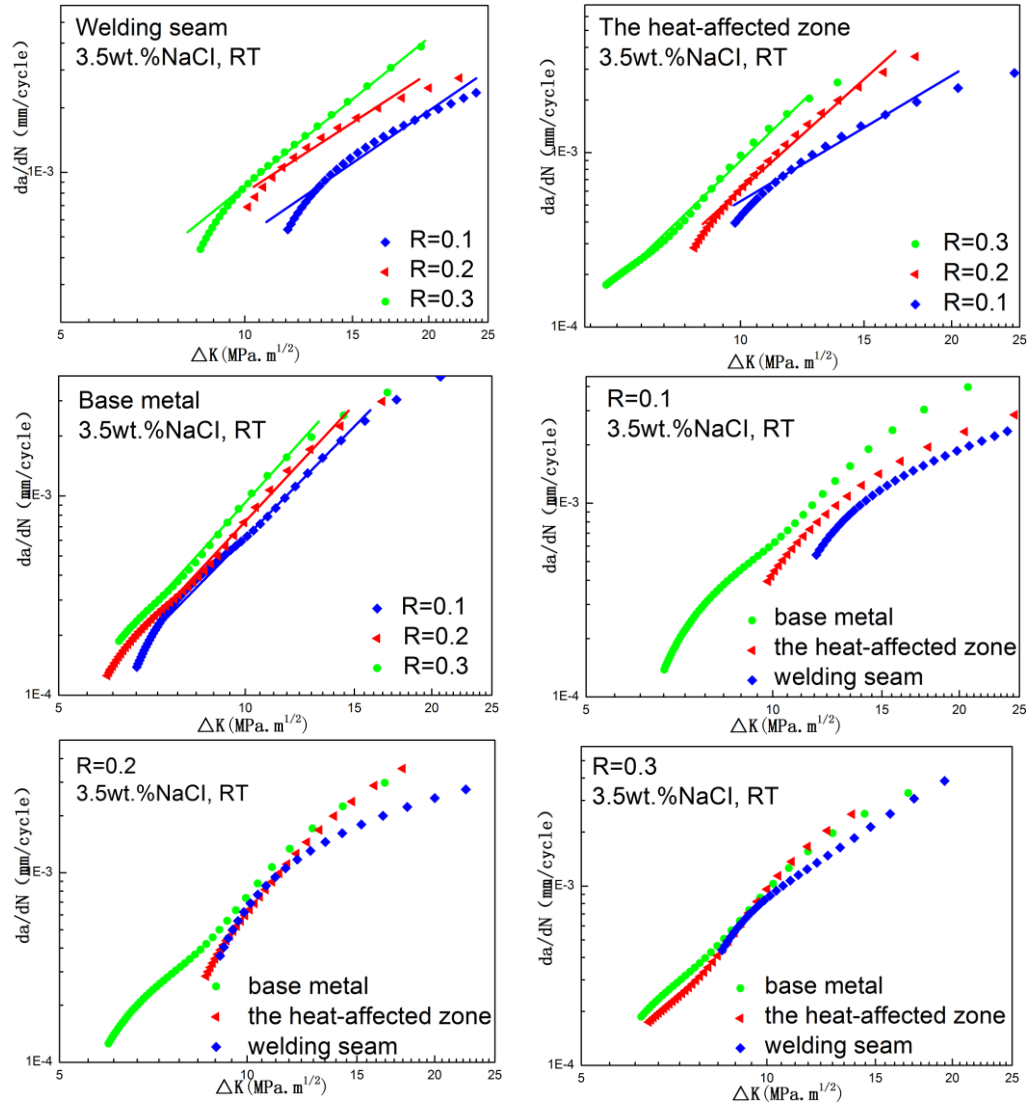 Welding seam
3.5wt.%NaCl, RT
da/dN (mm/cycle)
1E-3
R=0.1
R=0.2
R=0.3
5
10
15
20
25
△K(MPa.m1/2)
The heat-affected zone
3.5wt.%NaCl, RT
da/dN (mm/cycle)
1E-3
1E-4
R=0.3
R=0.2
R=0.1
5
10
15
20
25
△K(MPa.m1/2)
Base metal
3.5wt.%NaCl, RT
da/dN (mm/cycle)
1E-3
1E-4
R=0.1
R=0.2
R=0.3
5
10
15
20
25
△K(MPa.m1/2)
R=0.1
3.5wt.%NaCl, RT
da/dN (mm/cycle)
1E-3
1E-4
base metal
the heat-affected zone
welding seam
5
10
15
20
25
△K(MPa.m1/2)
R=0.2
3.5wt.%NaCl, RT
da/dN (mm/cycle)
1E-3
1E-4
base metal
the heat-affected zone
welding seam
5
10
15
20
25
△K(MPa.m1/2)
R=0.3
3.5wt.%NaCl, RT
da/dN (mm/cycle)
1E-3
1E-4
base metal
the heat-affected zone
welding seam
5
10
15
20
25
△K(MPa.m1/2)